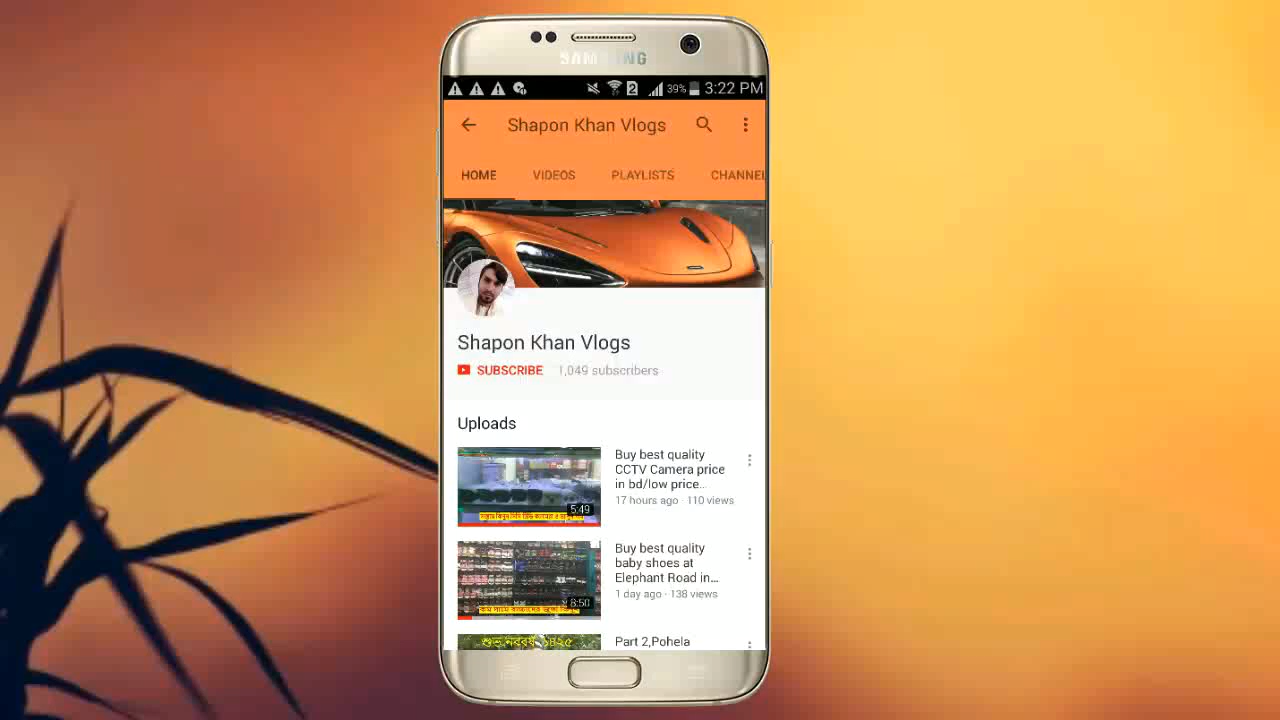 SAMSUNG
39% 3:22 PM
Shapon Khan Vlogs
HOME VIDEOS PLAYLISTS CHANNEL
Shapon Khan Vlogs
SUBSCRIBE 1,049 subscribers
Uploads
Buy best quality
CCTV Camera price
in bd/low price...
17 hours ago · 110 views
5:49
Buy best quality
baby shoes at
Elephant Road in...
1 day ago · 138 views
8:50
শুভ নববর্ষ ১৪২৫
Part 2,Pohela